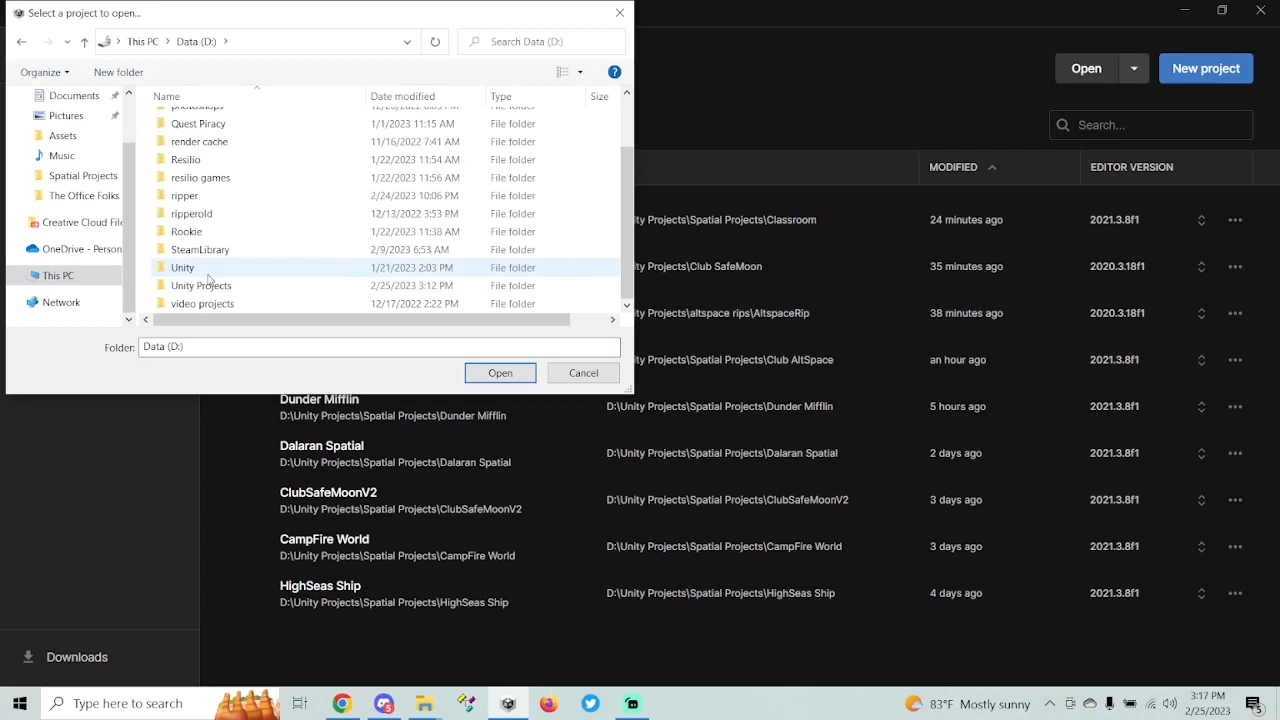 Select a project to open...
This PC > Data (D:) >
Search Data (D:)
Organize
New folder
Open
New project
Search...
Documents
Pictures
Assets
Music
Spatial Projects
The Office Folks
Creative Cloud File
OneDrive - Person
This PC
Network
Name Date modified Type Size
photoshops 12/26/2022 6:03 PM File folder
Quest Piracy 1/1/2023 11:15 AM File folder
render cache 11/16/2022 7:41 AM File folder
Resilio 1/22/2023 11:54 AM File folder
resilio games 1/22/2023 11:56 AM File folder
ripper 2/24/2023 10:06 PM File folder
ripperold 12/13/2022 3:53 PM File folder
Rookie 1/22/2023 11:38 AM File folder
SteamLibrary 2/9/2023 6:53 AM File folder
Unity 1/21/2023 2:03 PM File folder
Unity Projects 2/25/2023 3:12 PM File folder
video projects 12/17/2022 2:22 PM File folder
Folder: Data (D:)
Open
Cancel
MODIFIED EDITOR VERSION
ity Projects\Spatial Projects\Classroom 24 minutes ago 2021.3.8f1
ity Projects\Club SafeMoon 35 minutes ago 2020.3.18f1
ity Projects\altspace rips\AltspaceRip 38 minutes ago 2020.3.18f1
ity Projects\Spatial Projects\Club AltSpace an hour ago 2021.3.8f1
Dunder Mifflin
D:\Unity Projects\Spatial Projects\Dunder Mifflin D:\Unity Projects\Spatial Projects\Dunder Mifflin 5 hours ago 2021.3.8f1
Dalaran Spatial
D:\Unity Projects\Spatial Projects\Dalaran Spatial D:\Unity Projects\Spatial Projects\Dalaran Spatial 2 days ago 2021.3.8f1
ClubSafeMoonV2
D:\Unity Projects\Spatial Projects\ClubSafeMoonV2 D:\Unity Projects\Spatial Projects\ClubSafeMoonV2 3 days ago 2021.3.8f1
CampFire World
D:\Unity Projects\Spatial Projects\CampFire World D:\Unity Projects\Spatial Projects\CampFire World 3 days ago 2021.3.8f1
HighSeas Ship
D:\Unity Projects\Spatial Projects\HighSeas Ship D:\Unity Projects\Spatial Projects\HighSeas Ship 4 days ago 2021.3.8f1
Downloads
Type here to search
5
83°F Mostly sunny
3:17 PM
2/25/2023
5